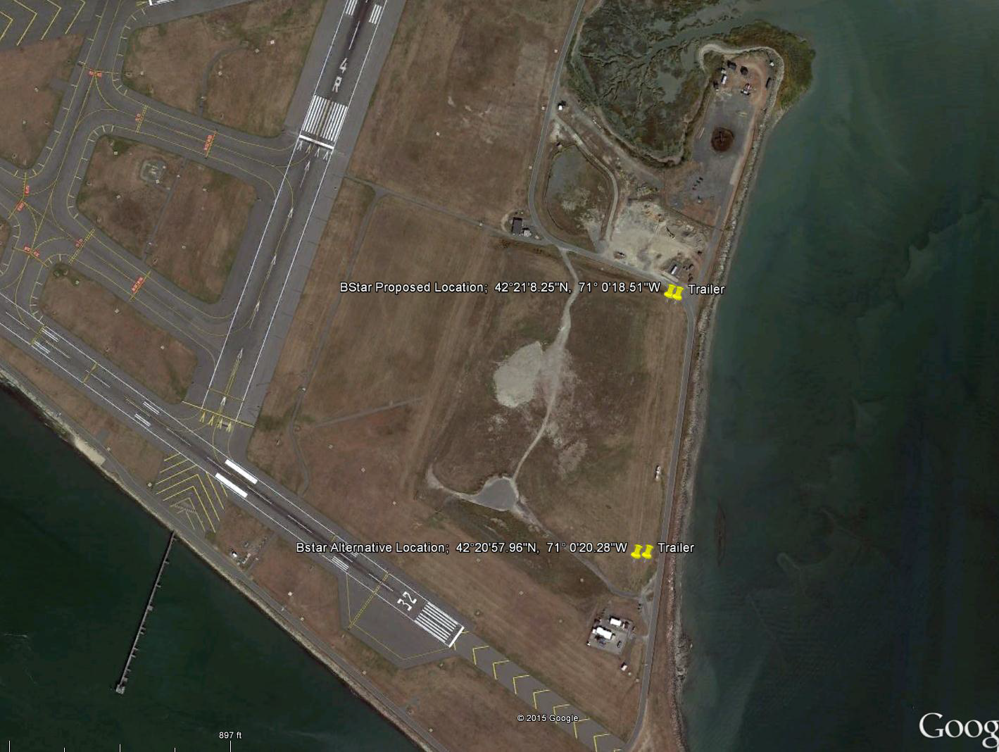 4
R
BStar Proposed Location;  42°21'8.25"N,  71° 0'18.51"W
Trailer
Bstar Alternative Location;  42°20'57.96"N,  71° 0'20.28"W
Trailer
32
© 2015 Google
897 ft
Goog